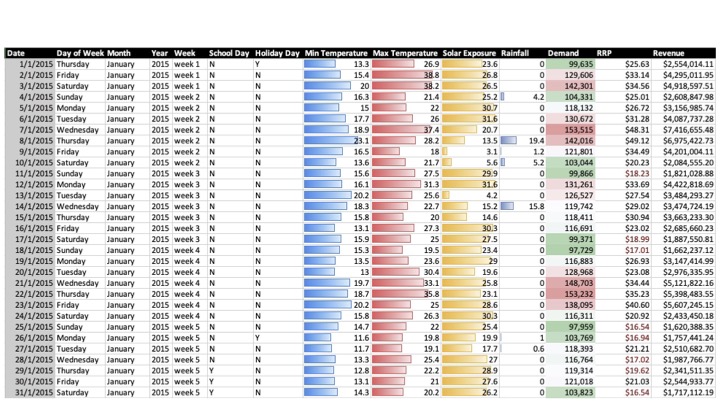 Date Day of Week Month Year Week School Day Holiday Day Min Temperature Max Temperature Solar Exposure Rainfall Demand RRP Revenue
1/1/2015 Thursday January 2015 week 1 N Y 13.3 26.9 23.6 0 99,635 $25.63 $2,554,014.11
2/1/2015 Friday January 2015 week 1 N N 15.4 38.8 26.8 0 129,606 $33.14 $4,295,011.95
3/1/2015 Saturday January 2015 week 1 N N 20 38.2 26.5 0 142,301 $34.56 $4,918,597.51
4/1/2015 Sunday January 2015 week 2 N N 16.3 21.4 25.2 4.2 104,331 $25.01 $2,608,847.98
5/1/2015 Monday January 2015 week 2 N N 15 22 30.7 0 118,132 $26.72 $3,156,985.74
6/1/2015 Tuesday January 2015 week 2 N N 17.7 26 31.6 0 130,672 $31.28 $4,087,737.28
7/1/2015 Wednesday January 2015 week 2 N N 18.9 37.4 20.7 0 153,515 $48.31 $7,416,655.48
8/1/2015 Thursday January 2015 week 2 N N 23.1 28.2 13.5 19.4 142,016 $49.12 $6,975,422.73
9/1/2015 Friday January 2015 week 2 N N 16.5 18 3.1 1.2 121,801 $34.49 $4,201,004.11
10/1/2015 Saturday January 2015 week 2 N N 13.6 21.7 5.6 5.2 103,044 $20.23 $2,084,555.20
11/1/2015 Sunday January 2015 week 3 N N 15.6 27.5 29.9 0 99,866 $18.23 $1,821,028.88
12/1/2015 Monday January 2015 week 3 N N 16.1 31.3 31.6 0 131,261 $33.69 $4,422,818.69
13/1/2015 Tuesday January 2015 week 3 N N 20.2 25.6 4.2 0 126,527 $27.54 $3,484,293.27
14/1/2015 Wednesday January 2015 week 3 N N 18.3 22.7 15.2 15.8 119,742 $29.02 $3,474,724.19
15/1/2015 Thursday January 2015 week 3 N N 15.8 20 14.6 0 118,411 $30.94 $3,663,233.30
16/1/2015 Friday January 2015 week 3 N N 13.1 27.3 30.3 0 116,691 $23.02 $2,685,660.23
17/1/2015 Saturday January 2015 week 3 N N 15.9 25 27.5 0 99,371 $18.99 $1,887,550.81
18/1/2015 Sunday January 2015 week 4 N N 15.3 19.5 23.4 0 97,729 $17.01 $1,662,237.12
19/1/2015 Monday January 2015 week 4 N N 13.5 23.6 29 0 116,883 $26.93 $3,147,414.99
20/1/2015 Tuesday January 2015 week 4 N N 13 30.4 19.6 0 128,968 $23.08 $2,976,335.95
21/1/2015 Wednesday January 2015 week 4 N N 19.7 33.1 25.8 0 148,703 $34.44 $5,121,822.16
22/1/2015 Thursday January 2015 week 4 N N 18.7 35.8 23.1 0 153,232 $35.23 $5,398,483.55
23/1/2015 Friday January 2015 week 4 N N 20.2 25 28.6 0 138,095 $40.60 $5,607,245.15
24/1/2015 Saturday January 2015 week 4 N N 15.8 26.3 30.3 0 116,311 $20.92 $2,433,450.18
25/1/2015 Sunday January 2015 week 5 N N 14.7 22 25.4 0 97,959 $16.54 $1,620,388.35
26/1/2015 Monday January 2015 week 5 N Y 11.6 19.8 19.9 1 103,769 $16.94 $1,757,441.24
27/1/2015 Tuesday January 2015 week 5 N N 11.7 19.1 17.7 0.6 118,393 $21.21 $2,510,682.70
28/1/2015 Wednesday January 2015 week 5 N N 13.3 25.4 27 0 116,764 $17.02 $1,987,766.77
29/1/2015 Thursday January 2015 week 5 Y N 12.8 22.2 28.9 0 119,314 $19.62 $2,341,511.35
30/1/2015 Friday January 2015 week 5 Y N 13.1 21 27.6 0 121,018 $21.03 $2,544,933.77
31/1/2015 Saturday January 2015 week 5 Y N 14.3 20.2 26.2 0 103,823 $16.54 $1,717,112.19